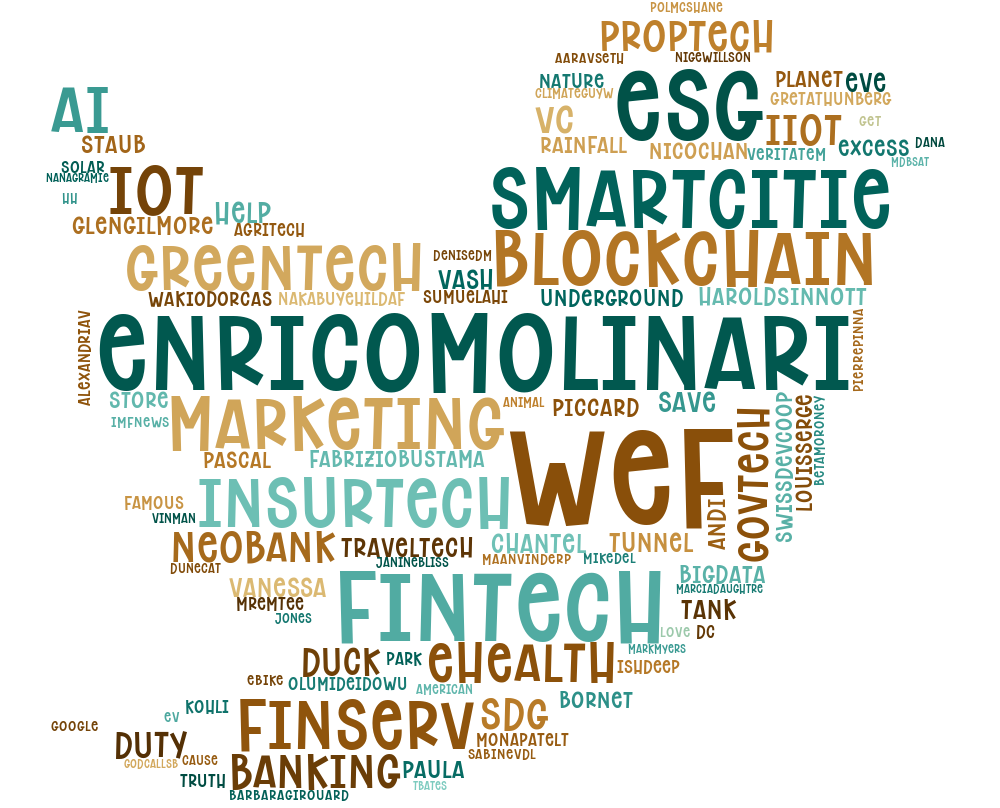 POLMCSHANE
PROPTECH
AARAVSETH
NIGEWILLSON
NATURE
CLIMATEGUYW
ESG
PLANET
EVE
GRETATHUNBERG
AI
VC
IIOT
GET
STAUB
RAINFALL
NICOCHAN
VERITATEM
EXCESS
DANA
MDBSAT
SOLAR
NANAGRAMIE
HH
IOT
SMARTCITIE
GLENGILMORE
HELP
AGRITECH
GREENTECH
DENISEDM
BLOCKCHAIN
VASH
WAKIODORCAS
NAKABUYEHILDAF
SUMUELAHI
UNDERGROUND
HAROLDSINNOTT
ALEXANDRIAV
ENRICOMOLINARI
PIERREPINNA
STORE
IMFNEWS
MARKETING
ANIMAL
PICCARD
SAVE
PASCAL
FABRIZIOBUSTAMA
WEF
ANDI
GOVTECH
SWISSDEVCOOP
LOUISSERGE
BETAMORONEY
FAMOUS
VINMAN
INSURTECH
NEOBANK
TRAVELTECH
CHANTEL
TUNNEL
DUNECAT
JANINEBLISS
MAANVINDERP
MIKEDEL
VANESSA
MREMTEE
JONES
FINTECH
BIGDATA
MARCIADAUGHTRE
TANK
LOVE
DC
DUCK
PARK
EHEALTH
MARKMYERS
ISHDEEP
EBIKE
OLUMIDEIDOWU
AMERICAN
BORNET
GOOGLE
EV
KOHLI
FINSERV
SDG
MONAPATELT
DUTY
GODCALLSB
CAUSE
SABINEVDL
TRUTH
BANKING
PAULA
TBATES
BARBARAGIROUARD